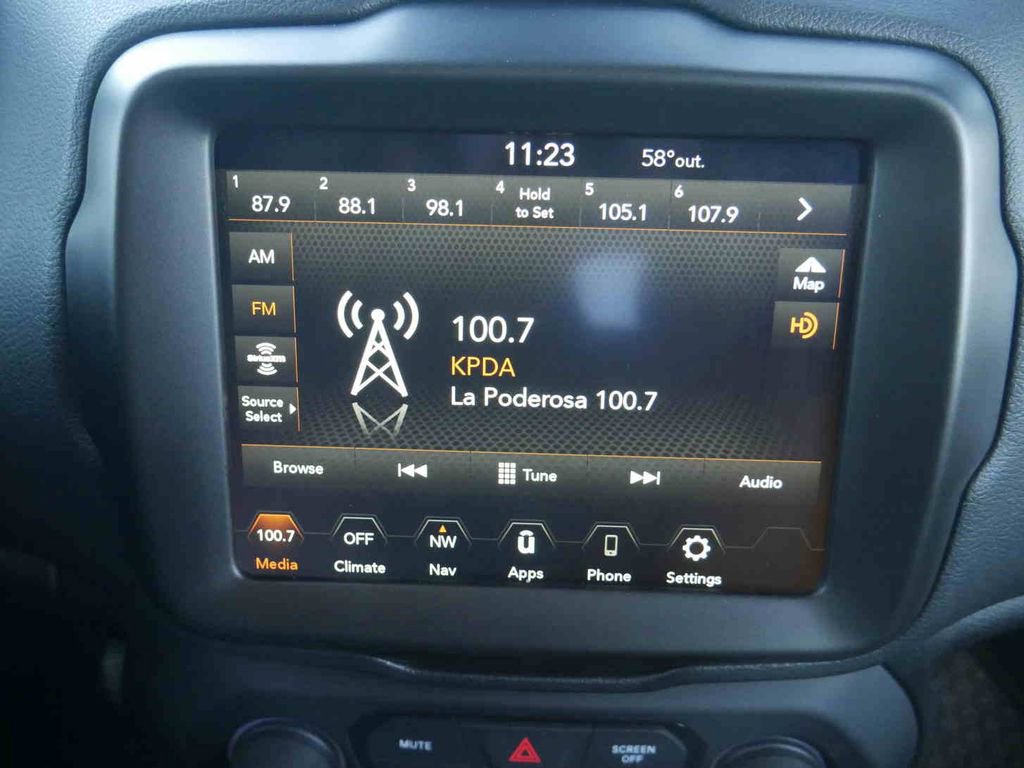 11:23 58°out.
1 87.9 2 88.1 3 98.1 4 Hold to Set 5 105.1 6 107.9
AM
FM
SiriusXM
Source
Select
Map
HD
100.7
KPDA
La Poderosa 100.7
Browse Tune Audio
100.7 OFF NW
Media Climate Nav Apps Phone Settings
MUTE SCREEN
OFF